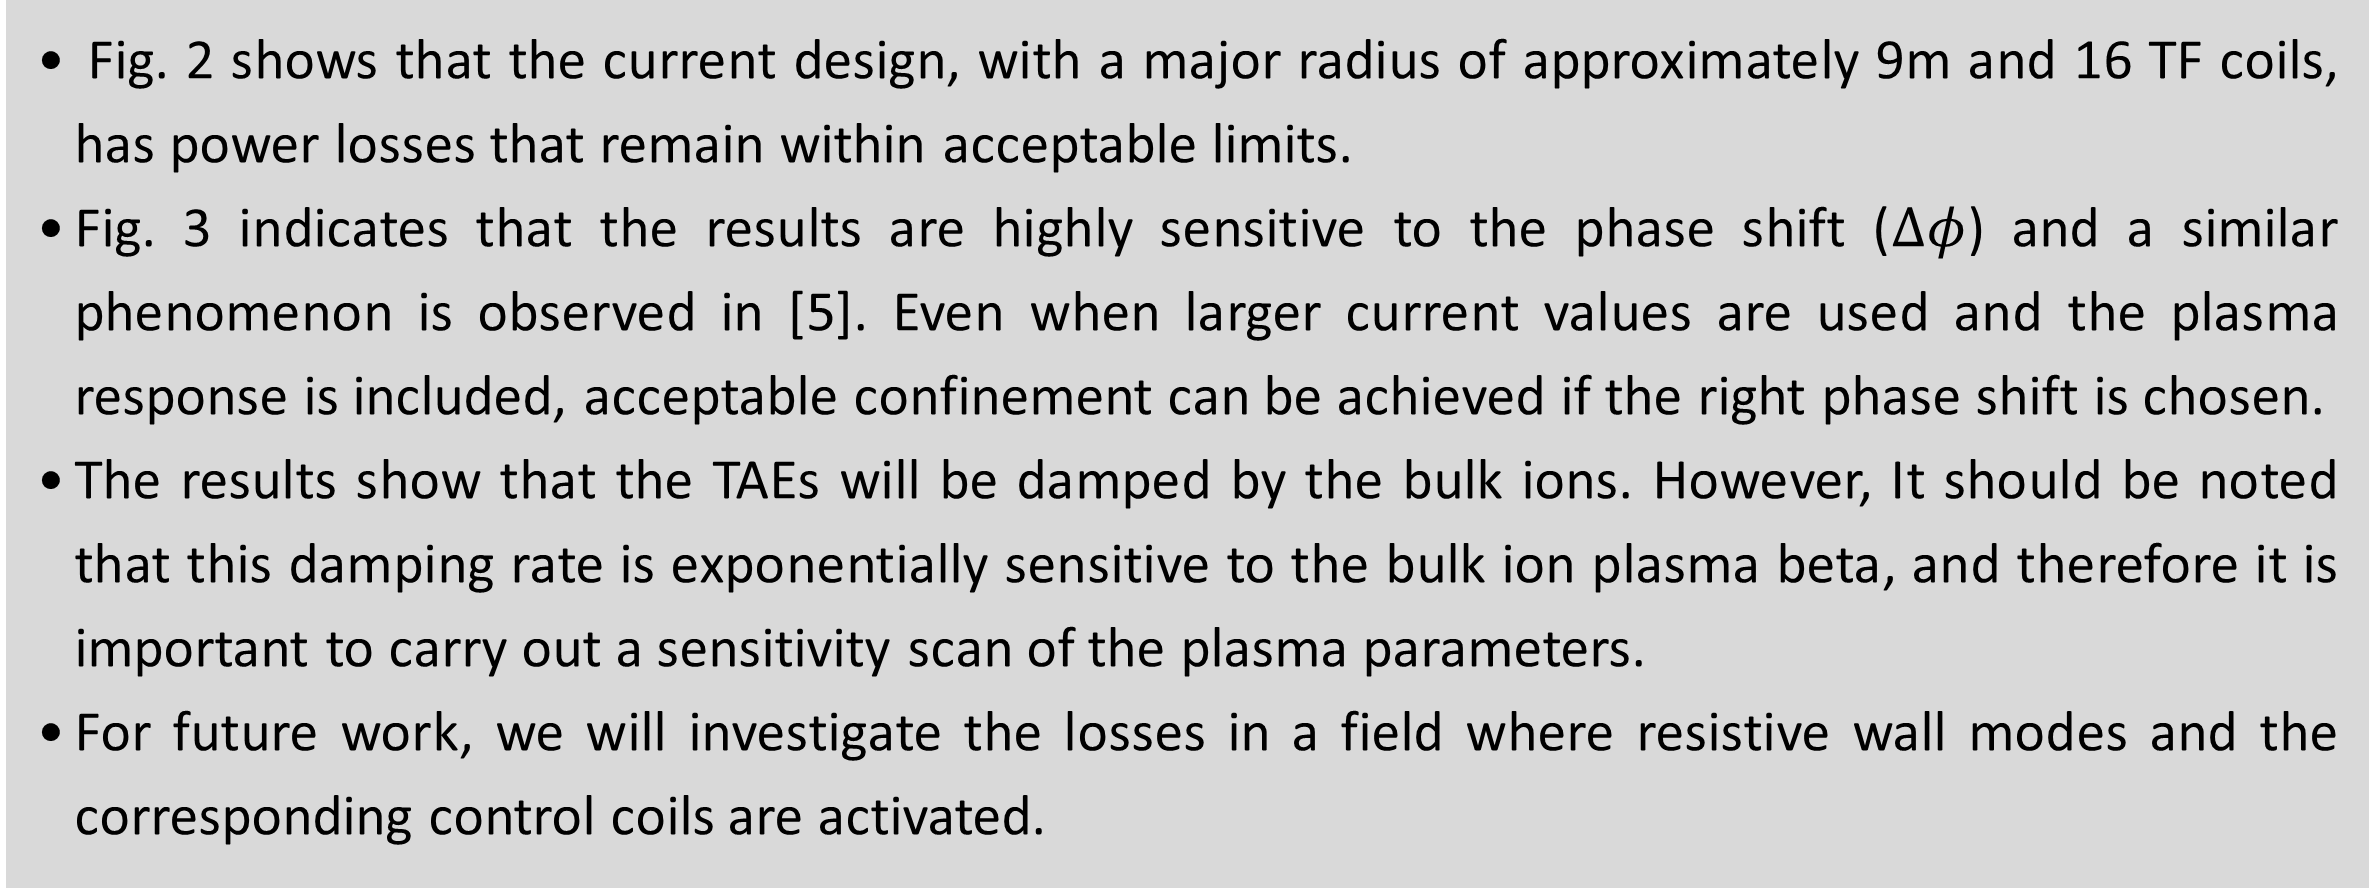 • Fig. 2 shows that the current design, with a major radius of approximately 9m and 16 TF coils,
has power losses that remain within acceptable limits.
• Fig. 3 indicates that the results are highly sensitive to the phase shift (Δϕ) and a similar
phenomenon is observed in [5]. Even when larger current values are used and the plasma
response is included, acceptable confinement can be achieved if the right phase shift is chosen.
• The results show that the TAEs will be damped by the bulk ions. However, It should be noted
that this damping rate is exponentially sensitive to the bulk ion plasma beta, and therefore it is
important to carry out a sensitivity scan of the plasma parameters.
• For future work, we will investigate the losses in a field where resistive wall modes and the
corresponding control coils are activated.